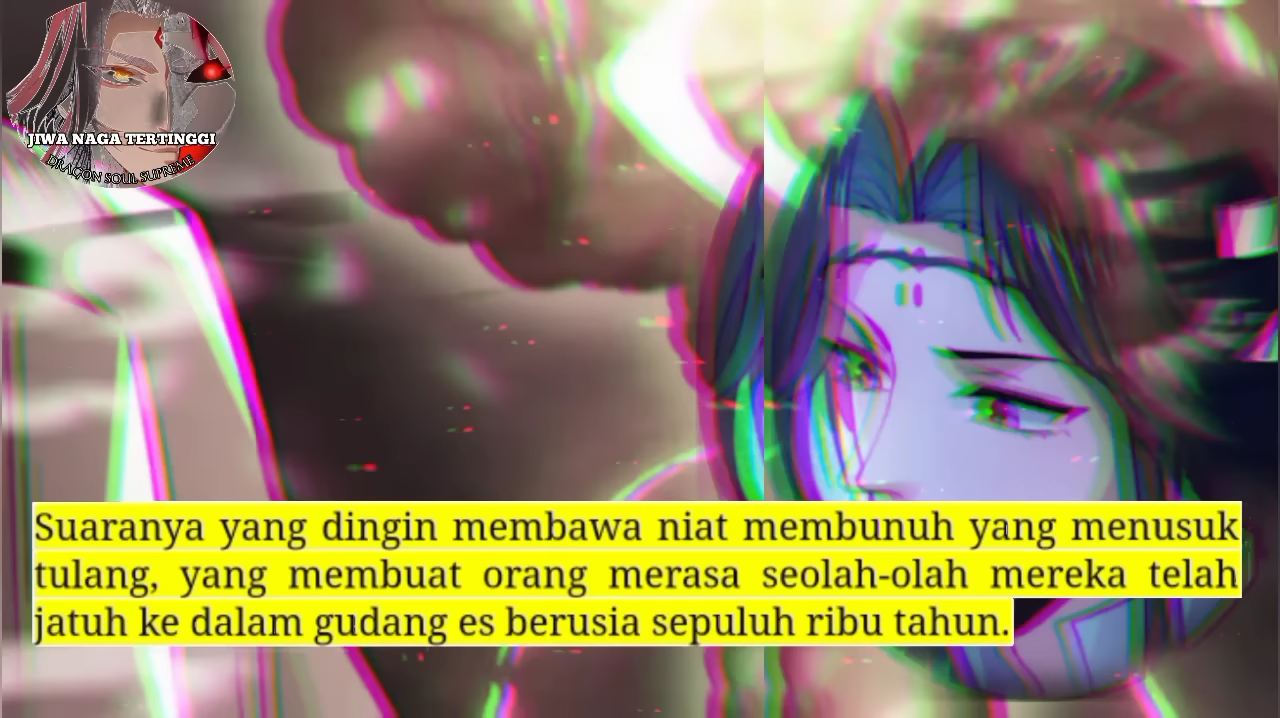 JIWA NAGA TERTINGGI
DRAGON SOUL SUPREME
Suaranya yang dingin membawa niat membunuh yang menusuk
tulang, yang membuat orang merasa seolah-olah mereka telah
jatuh ke dalam gudang es berusia sepuluh ribu tahun.